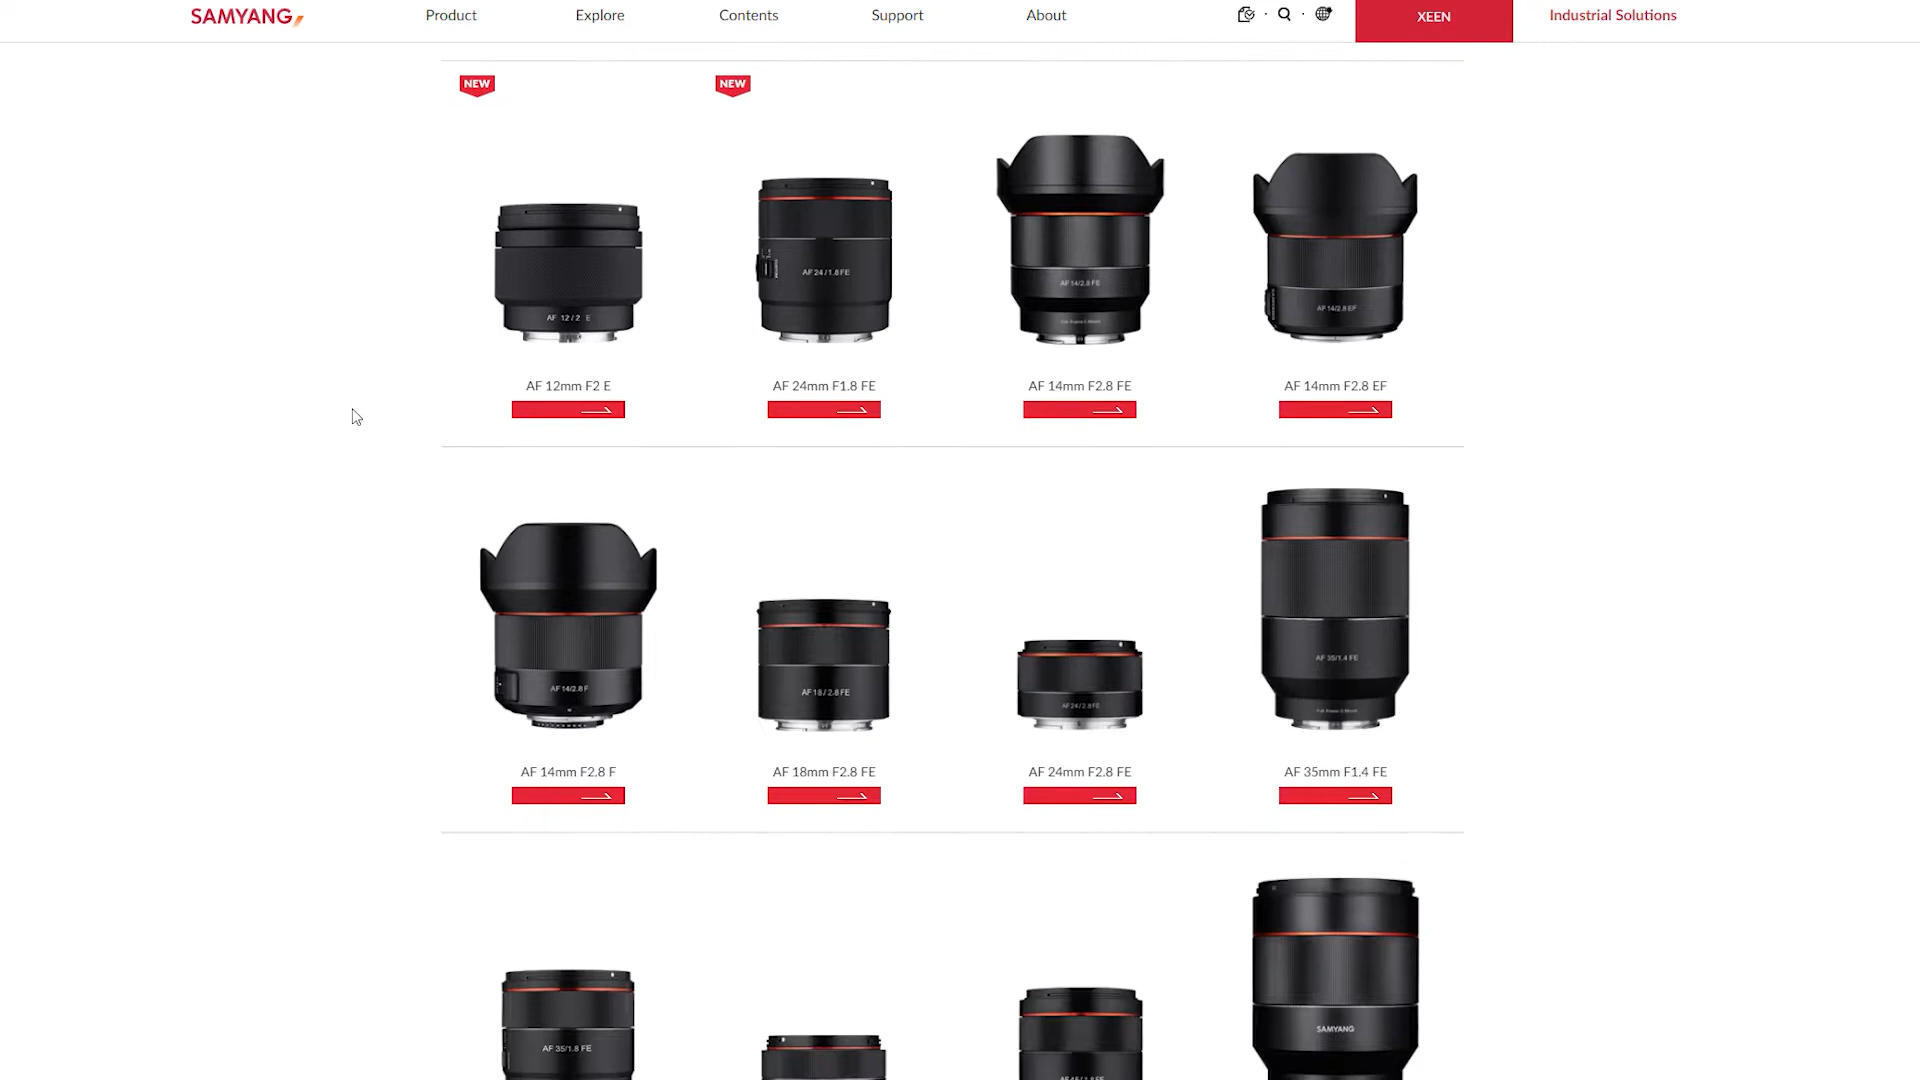 SAMYANG
Product
Explore
Contents
Support
About
XEEN
Industrial Solutions
NEW
NEW
AF 12/2 E
AF 24/1.8 FE
AF 14/2.8 FE
AF 14/2.8 EF
AF 12mm F2 E
AF 24mm F1.8 FE
AF 14mm F2.8 FE
AF 14mm F2.8 EF
AF 14/2.8 F
AF 18/2.8 FE
AF 24/2.8 FE
AF 35/1.4 FE
AF 14mm F2.8 F
AF 18mm F2.8 FE
AF 24mm F2.8 FE
AF 35mm F1.4 FE
AF 35/1.8 FE
SAMYANG